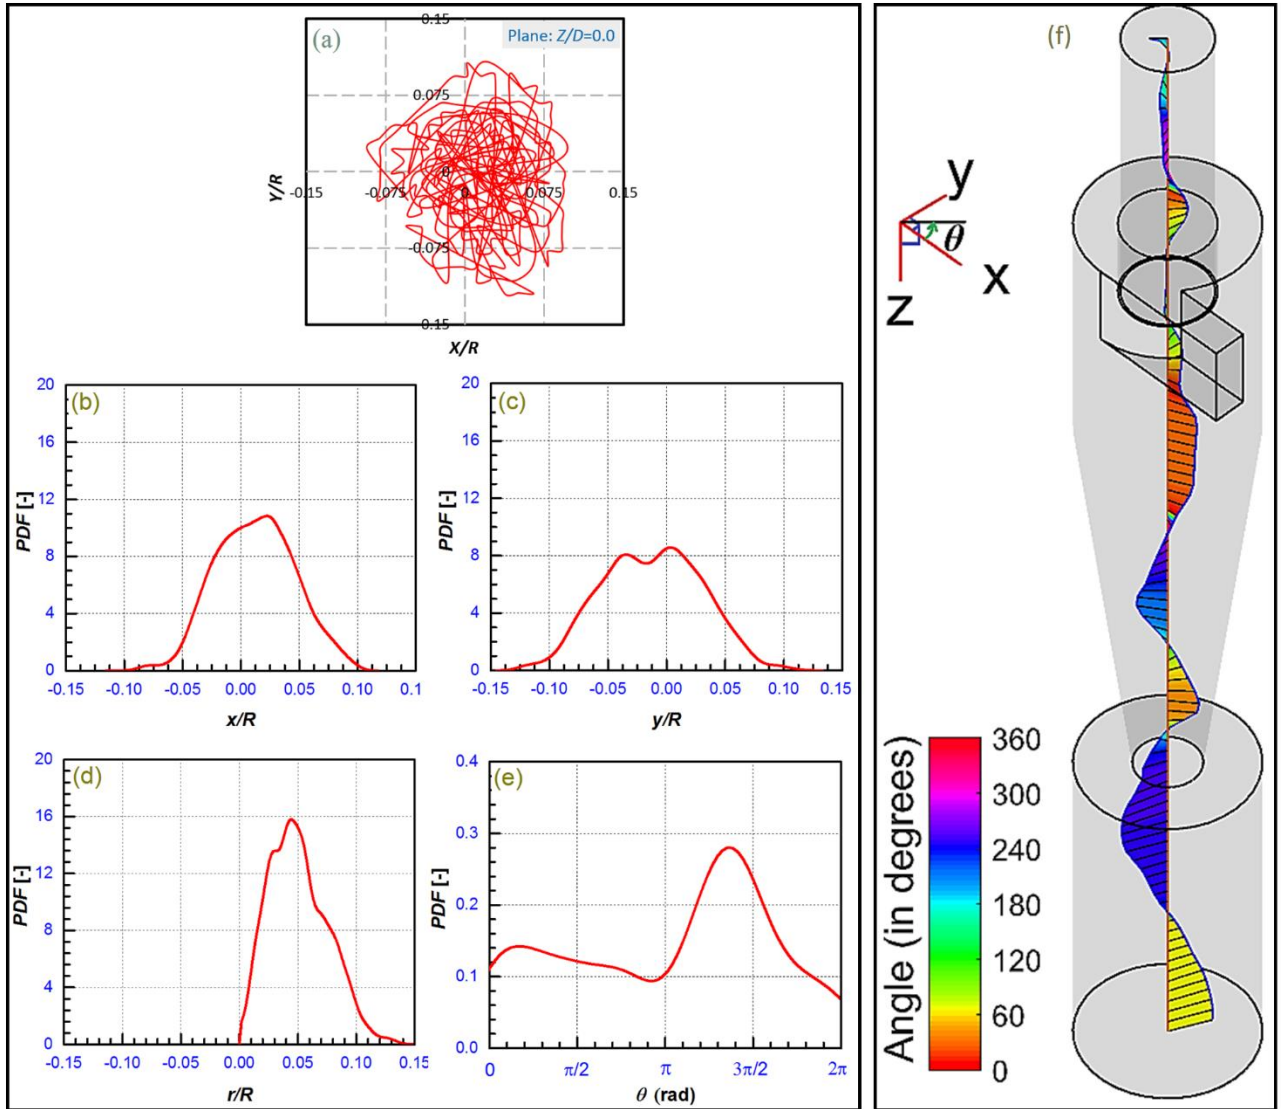 (a)
Plane: Z/D=0.0
0.15
0.075
0
-0.15 -0.075 0 0.075 0.15
-0.075
0.15
Y/R
X/R
(b)
20
16
12
8
4
0
-0.15 -0.10 -0.05 0.00 0.05 0.10 0.1
PDF [-]
x/R
(c)
20
16
12
8
4
0
-0.15 -0.10 -0.05 0.00 0.05 0.10 0.15
PDF [-]
y/R
(d)
20
16
12
8
4
0
-0.15 -0.10 -0.05 0.00 0.05 0.10 0.15
PDF [-]
r/R
(e)
0.4
0.3
0.2
0.1
0.0
0 π/2 π 3π/2 2π
PDF [-]
θ (rad)
(f)
y
θ
x
z
Angle (in degrees)
360
300
240
180
120
60
0